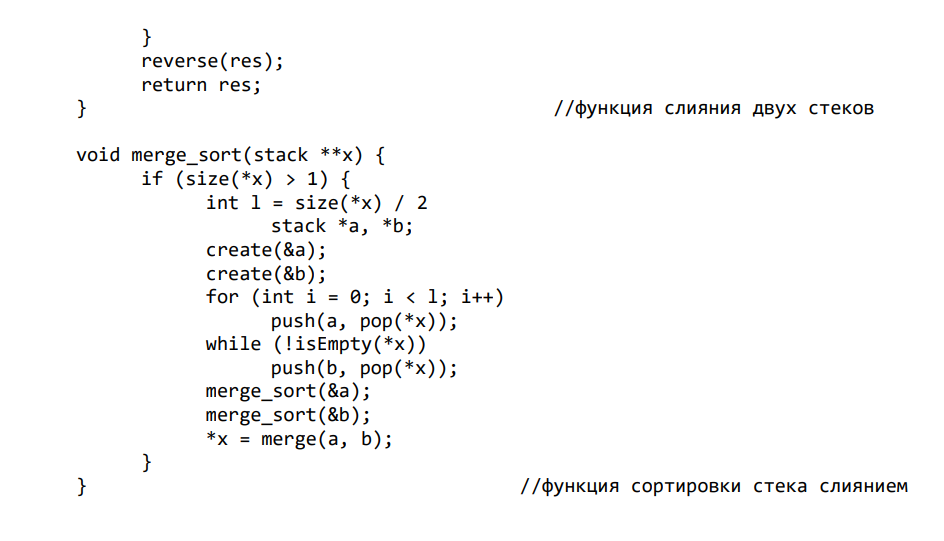 }
reverse(res);
return res;
} //функция слияния двух стеков
void merge_sort(stack **x) {
if (size(*x) > 1) {
int l = size(*x) / 2
stack *a, *b;
create(&a);
create(&b);
for (int i = 0; i < l; i++)
push(a, pop(*x));
while (!isEmpty(*x))
push(b, pop(*x));
merge_sort(&a);
merge_sort(&b);
*x = merge(a, b);
}
} //функция сортировки стека слиянием